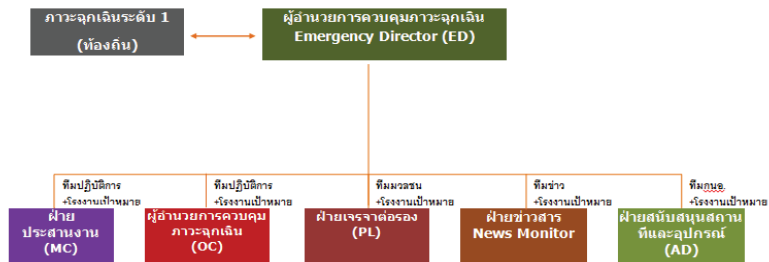 ภาวะฉุกเฉินระดับ 1
(ท้องถิ่น)
ผู้อำนวยการควบคุมภาวะฉุกเฉิน
Emergency Director (ED)
ทีมปฏิบัติการ
+โรงงานเป้าหมาย
ฝ่าย
ประสานงาน
(MC)
ทีมปฏิบัติการ
+โรงงานเป้าหมาย
ผู้อำนวยการควบคุม
ภาวะฉุกเฉิน
(OC)
ทีมมวลชน
+โรงงานเป้าหมาย
ฝ่ายเจรจาต่อรอง
(PL)
ทีมข่าว
+โรงงานเป้าหมาย
ฝ่ายข่าวสาร
News Monitor
ทีมกนอ.
+โรงงานเป้าหมาย
ฝ่ายสนับสนุนสถาน
ที่และอุปกรณ์
(AD)